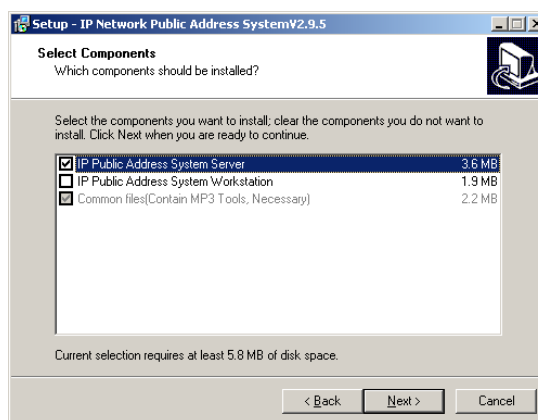 Setup - IP Network Public Address SystemV2.9.5
Select Components
Which components should be installed?
Select the components you want to install; clear the components you do not want to
install. Click Next when you are ready to continue.
IP Public Address System Server 3.6 MB
IP Public Address System Workstation 1.9 MB
Common files(Contain MP3 Tools, Necessary) 2.2 MB
Current selection requires at least 5.8 MB of disk space.
< Back Next > Cancel